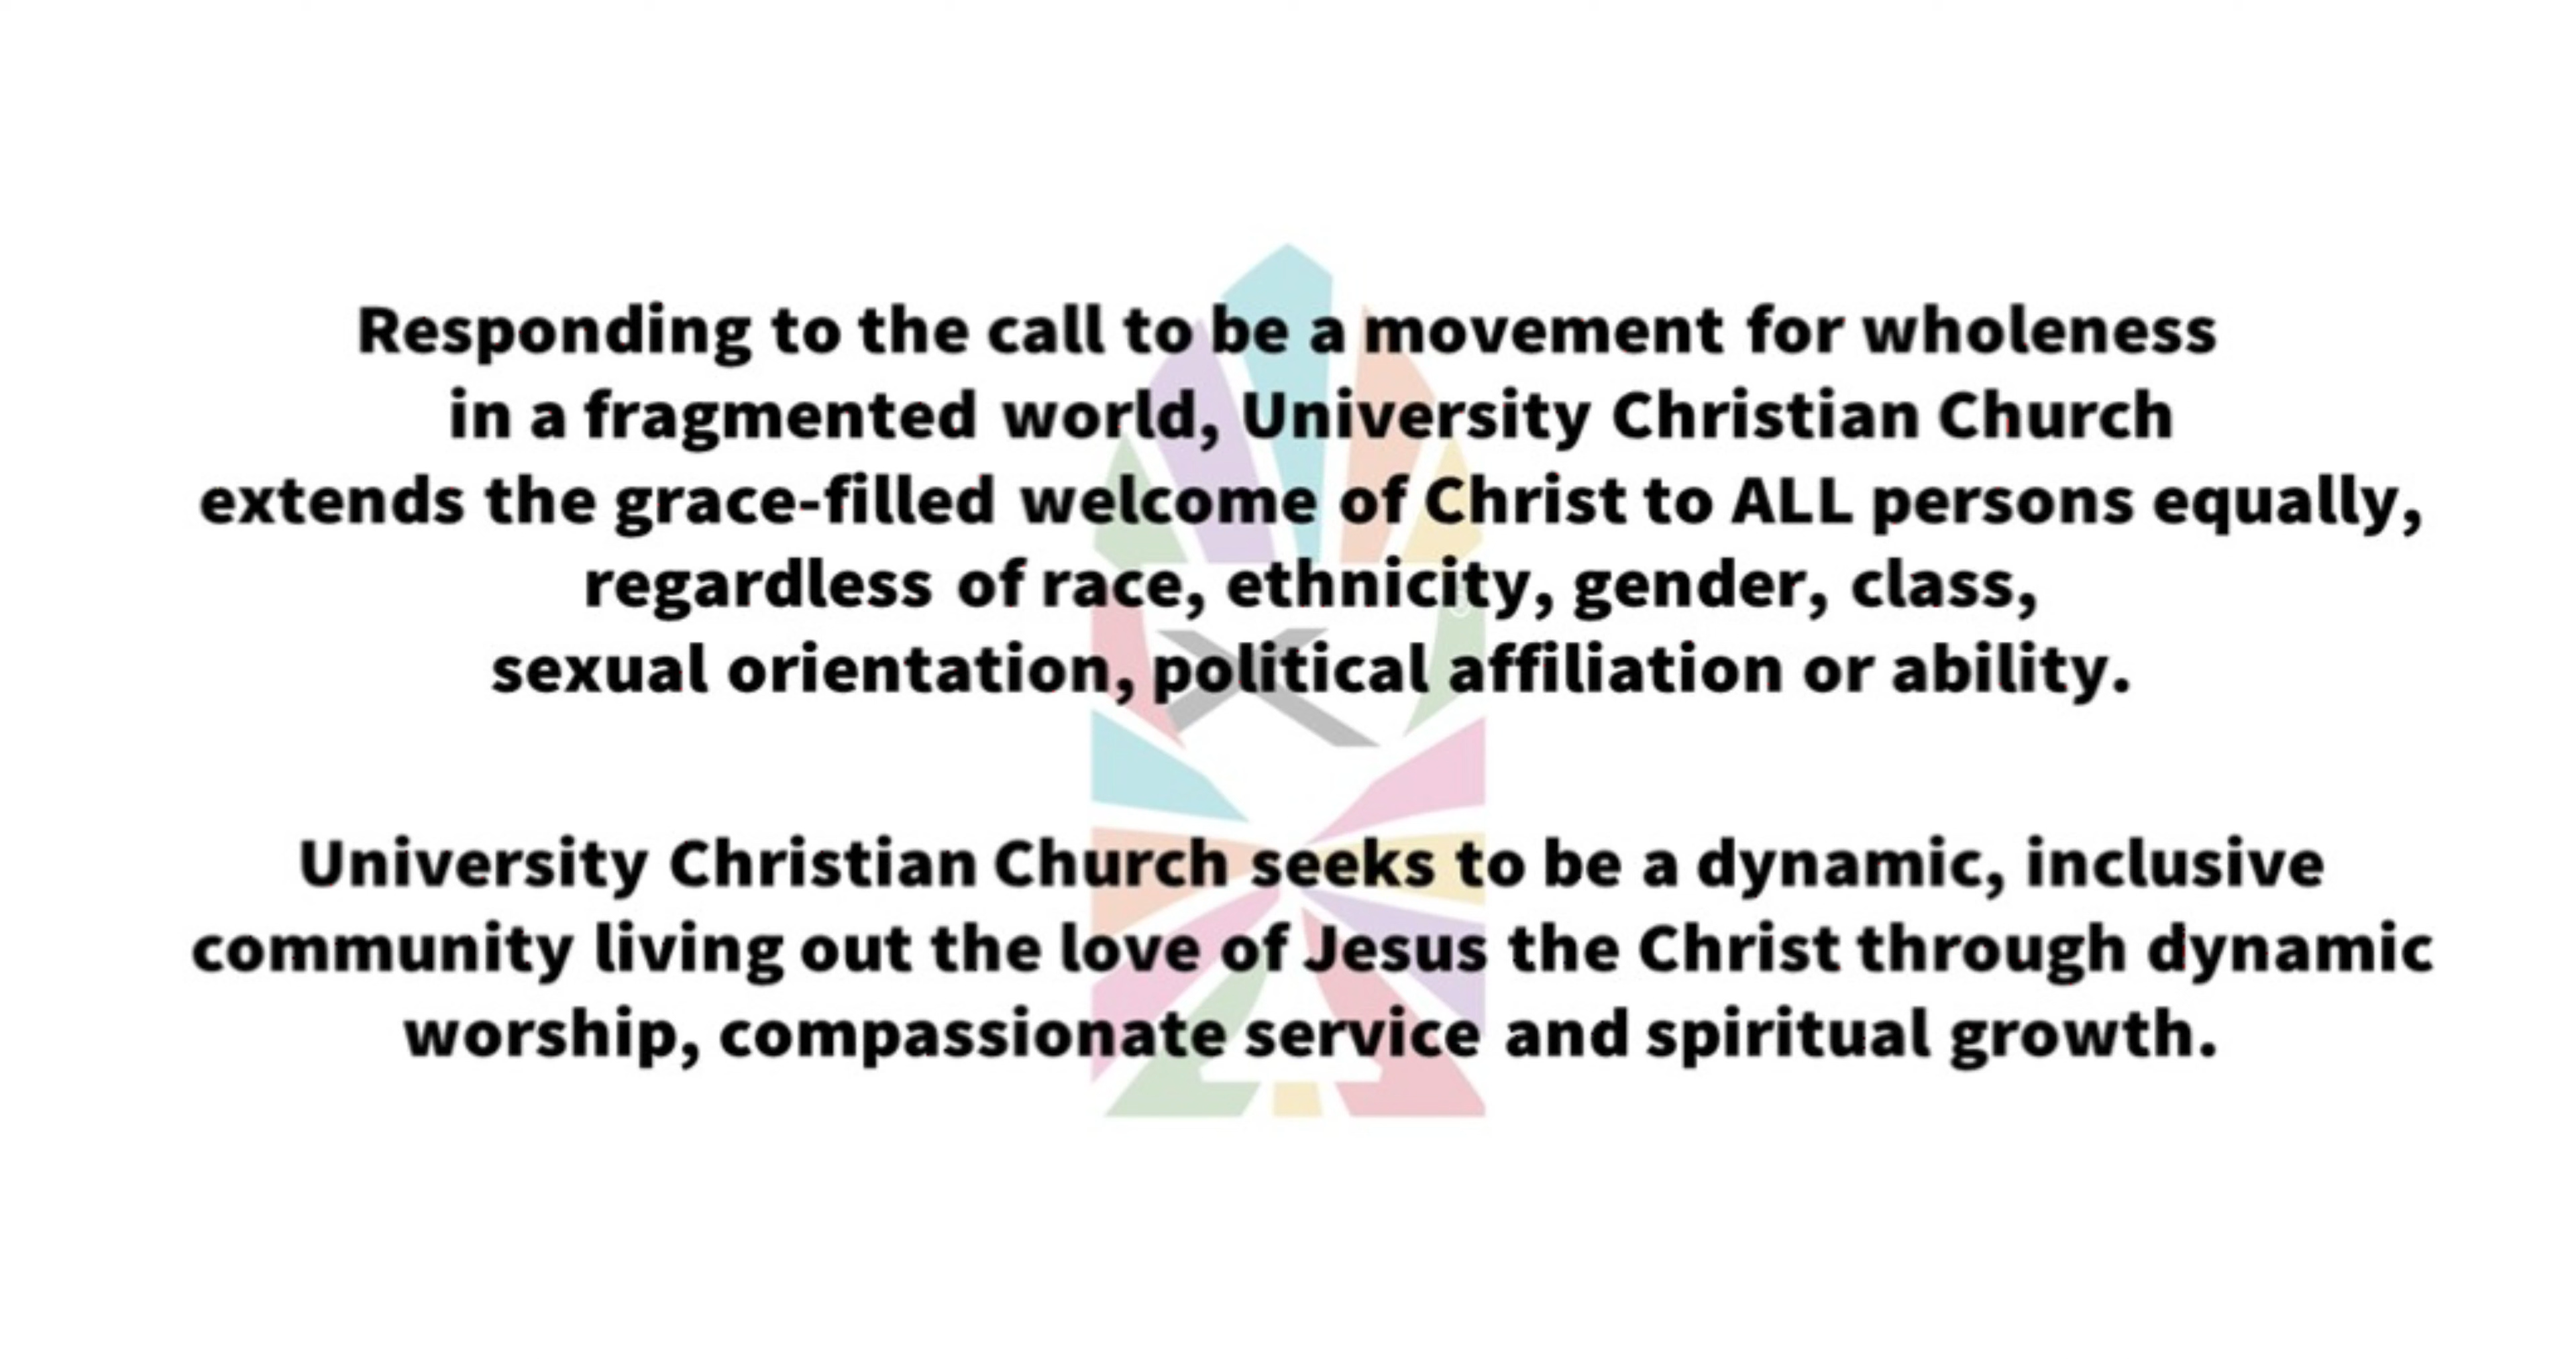 Responding to the call to be a movement for wholeness
in a fragmented world, University Christian Church
extends the grace-filled welcome of Christ to ALL persons equally,
regardless of race, ethnicity, gender, class,
sexual orientation, political affiliation or ability.
University Christian Church seeks to be a dynamic, inclusive
community living out the love of Jesus the Christ through dynamic
worship, compassionate service and spiritual growth.